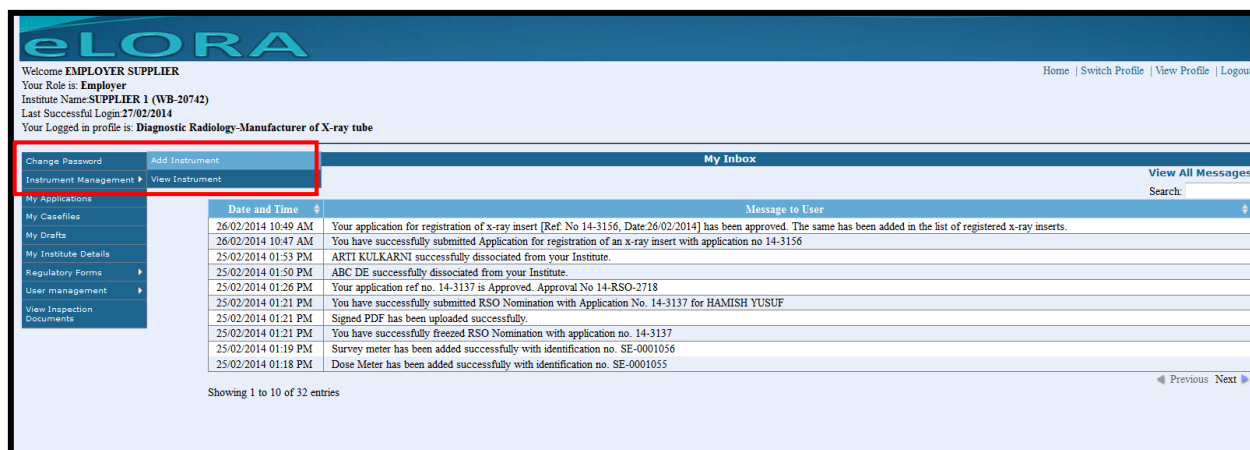 eLORA
Welcome EMPLOYER SUPPLIER
Home | Switch Profile | View Profile | Logout
Your Role is: Employer
Institute Name:SUPPLIER 1 (WB-20742)
Last Successful Login:27/02/2014
Your Logged in profile is: Diagnostic Radiology-Manufacturer of X-ray tube
Change Password
Add Instrument
My Inbox
Instrument Management
View Instrument
View All Messages
Search:
My Applications
My Casefiles
My Drafts
My Institute Details
Regulatory Forms
User management
View Inspection
Documents
Date and Time Message to User
26/02/2014 10:49 AM Your application for registration of x-ray insert [Ref: No 14-3156, Date:26/02/2014] has been approved. The same has been added in the list of registered x-ray inserts.
26/02/2014 10:47 AM You have successfully submitted Application for registration of an x-ray insert with application no 14-3156
25/02/2014 01:53 PM ARTI KULKARNI successfully dissociated from your Institute.
25/02/2014 01:50 PM ABC DE successfully dissociated from your Institute.
25/02/2014 01:26 PM Your application ref no. 14-3137 is Approved. Approval No 14-RSO-2718
25/02/2014 01:21 PM You have successfully submitted RSO Nomination with Application No. 14-3137 for HAMISH YUSUF
25/02/2014 01:21 PM Signed PDF has been uploaded successfully.
25/02/2014 01:21 PM You have successfully freezed RSO Nomination with application no. 14-3137
25/02/2014 01:19 PM Survey meter has been added successfully with identification no. SE-0001056
25/02/2014 01:18 PM Dose Meter has been added successfully with identification no. SE-0001055
Previous Next
Showing 1 to 10 of 32 entries